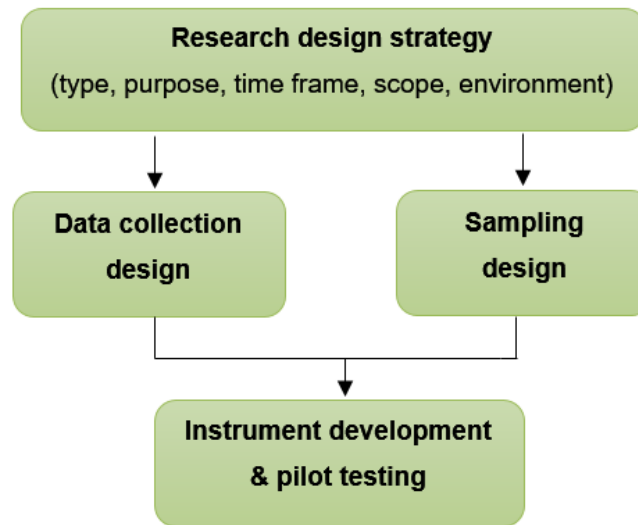 Research design strategy
(type, purpose, time frame, scope, environment)
Data collection
design
Sampling
design
Instrument development
& pilot testing